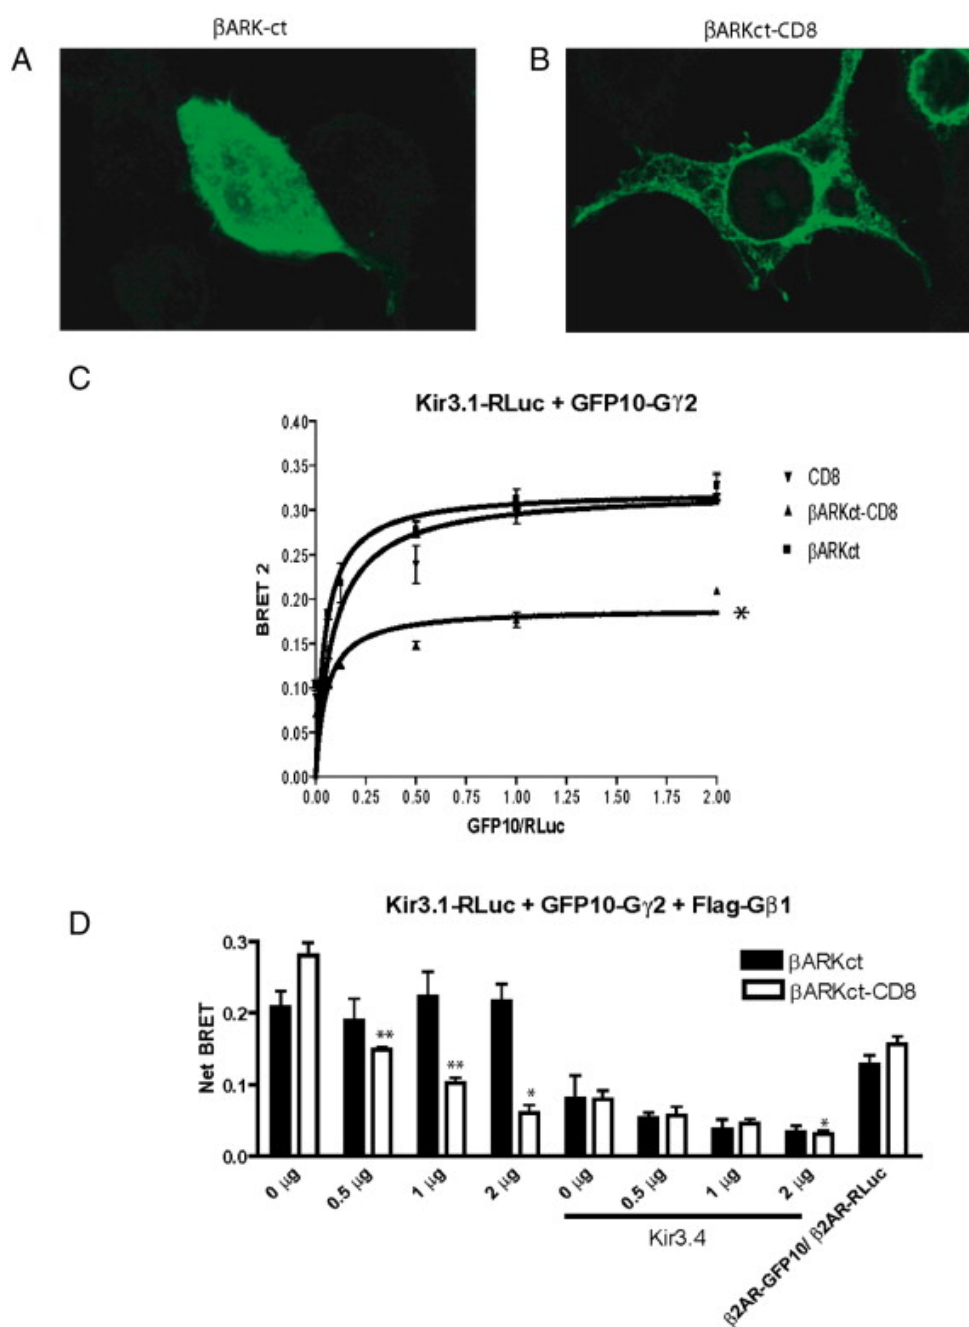 βARK-ct
βARKct-CD8
A
B
C
Kir3.1-RLuc + GFP10-Gγ2
0.40
0.35
0.30
0.25
0.20
0.15
0.10
0.05
0.00
BRET 2
*
0.00 0.25 0.50 0.75 1.00 1.25 1.50 1.75 2.00
GFP10/RLuc
CD8
βARKct-CD8
βARKct
D
Kir3.1-RLuc + GFP10-Gγ2 + Flag-Gβ1
βARKct
βARKct-CD8
0.3
0.2
0.1
0.0
Net BRET
** ** * *
0 μg 0.5 μg 1 μg 2 μg 0 μg 0.5 μg 1 μg 2 μg β2AR-GFP10/ β2AR-RLuc
Kir3.4